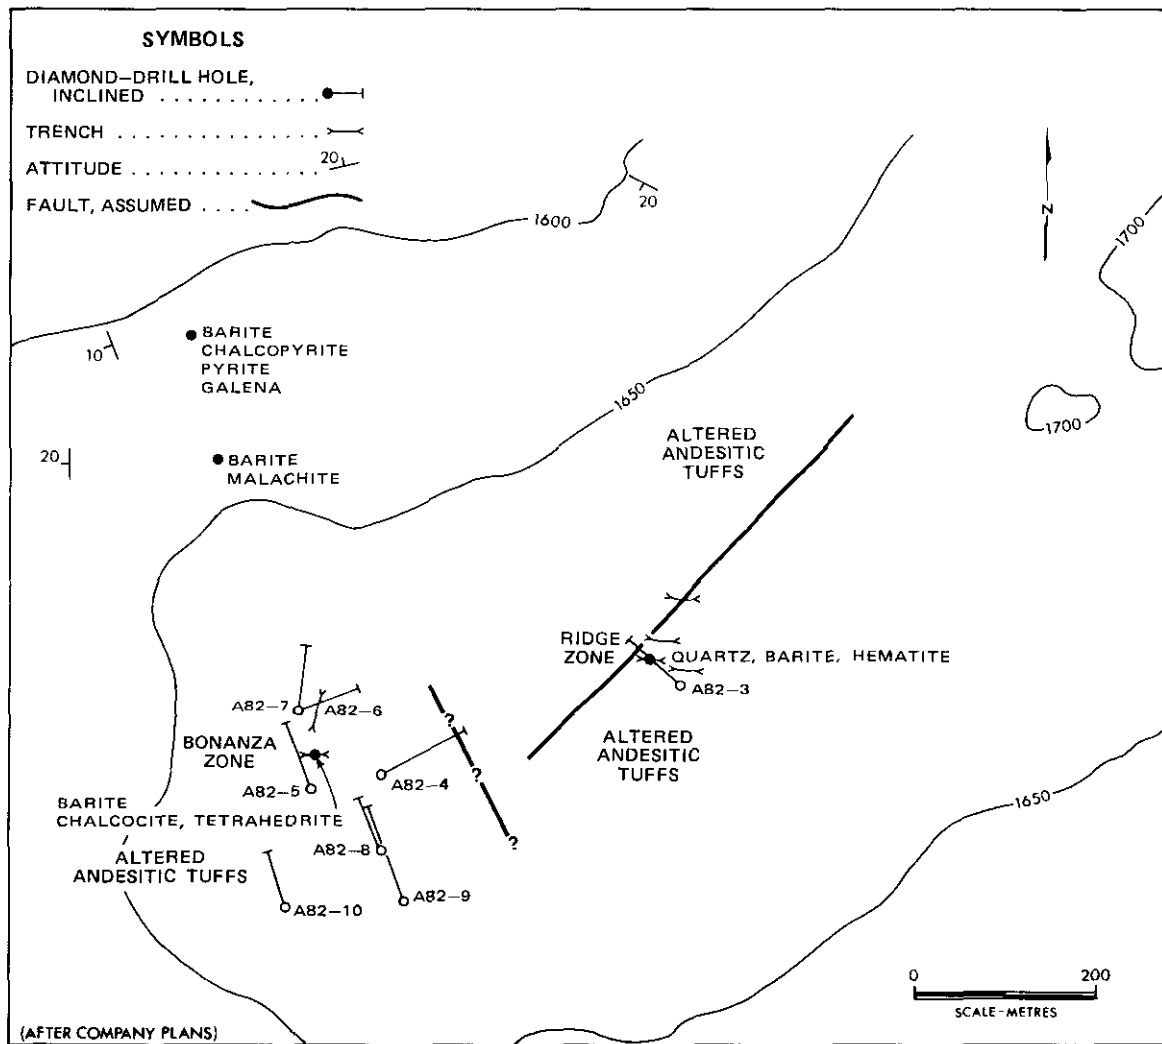 SYMBOLS
DIAMOND–DRILL HOLE,
INCLINED . . . . . . . . . . . .
TRENCH . . . . . . . . . . . . . . .
ATTITUDE . . . . . . . . . . . . . .
20
FAULT, ASSUMED . . . .
1600
20
N
1700
10
BARITE
CHALCOPYRITE
PYRITE
GALENA
1650
1700
20
BARITE
MALACHITE
ALTERED
ANDESITIC
TUFFS
RIDGE
ZONE
QUARTZ, BARITE, HEMATITE
A82–3
A82–7
A82–6
?
BONANZA
ZONE
ALTERED
ANDESITIC
TUFFS
?
A82–4
A82–5
BARITE
CHALCOCITE, TETRAHEDRITE
1650
?
A82–8
ALTERED
ANDESITIC TUFFS
A82–9
A82–10
0
200
SCALE–METRES
(AFTER COMPANY PLANS)